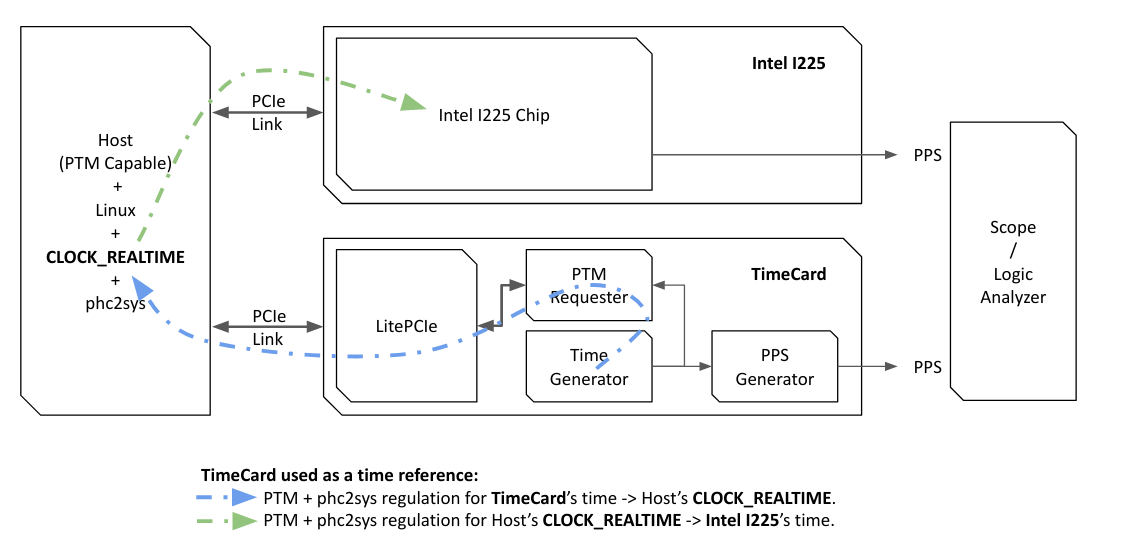 Host
(PTM Capable)
+
Linux
+
CLOCK_REALTIME
+
phc2sys
PCIe
Link
Intel I225
Intel I225 Chip
PPS
PCIe
Link
TimeCard
LitePCIe
PTM
Requester
Time
Generator
PPS
Generator
PPS
Scope
/
Logic
Analyzer
TimeCard used as a time reference:
PTM + phc2sys regulation for TimeCard's time -> Host's CLOCK_REALTIME.
PTM + phc2sys regulation for Host's CLOCK_REALTIME -> Intel I225's time.